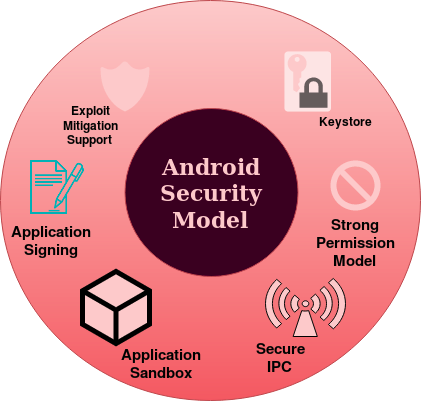 Exploit
Mitigation
Support
Keystore
Android
Security
Model
Application
Signing
Strong
Permission
Model
Application
Sandbox
Secure
IPC